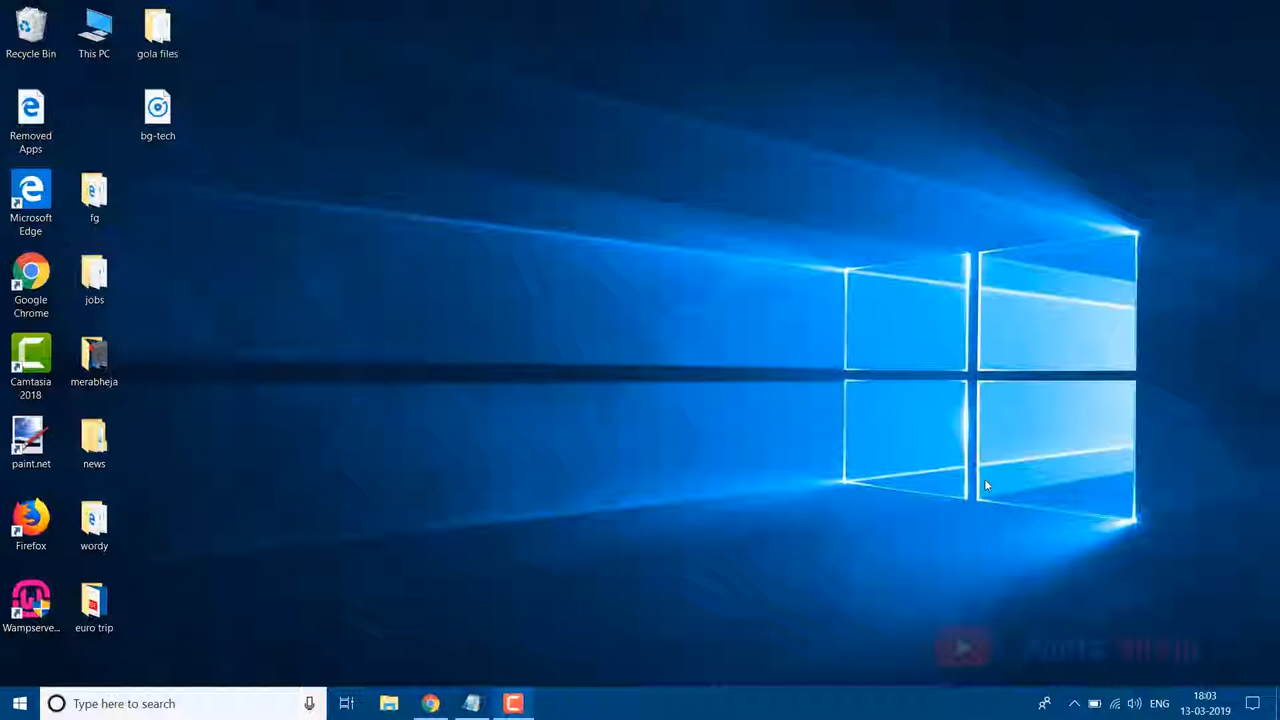 Recycle Bin
This PC
gola files
Removed
Apps
bg-tech
Microsoft
Edge
fg
Google
Chrome
jobs
Camtasia
2018
merabheja
paint.net
news
Firefox
wordy
Wampserve...
euro trip
Type here to search
ENG
18:03
13-03-2019